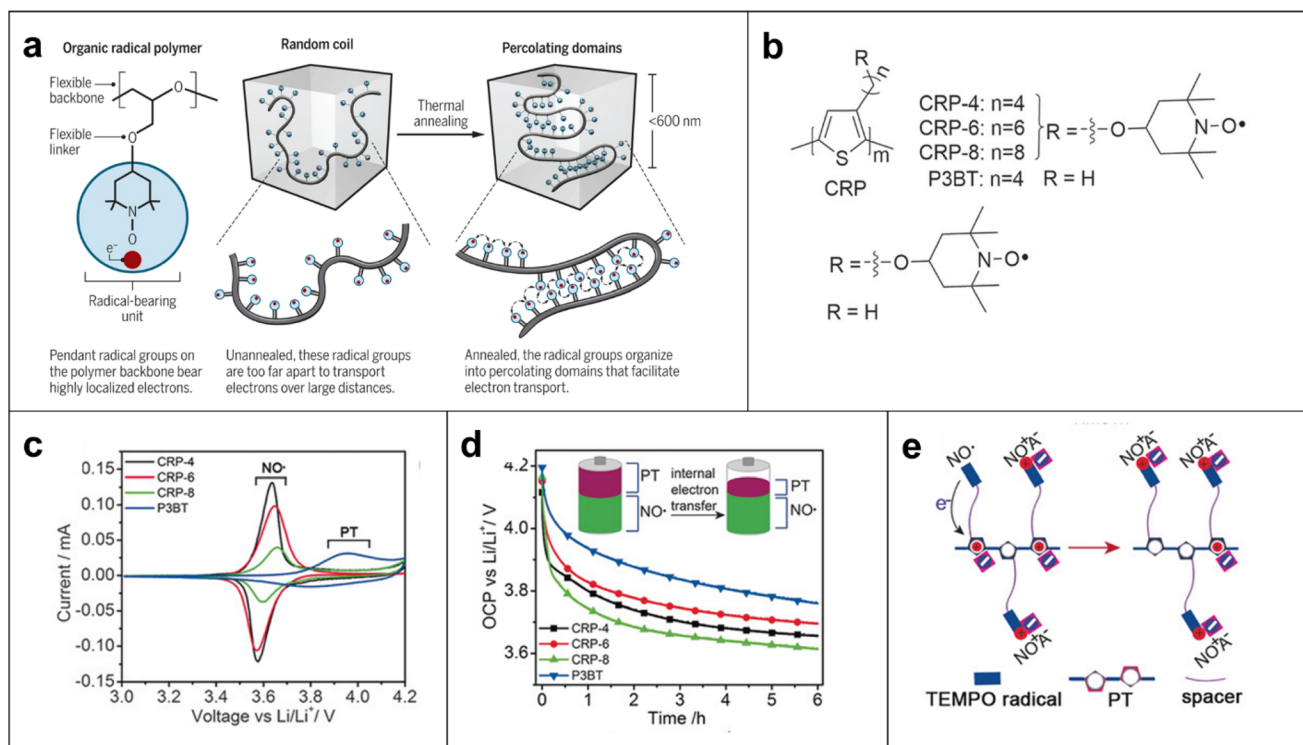 a
Organic radical polymer
Flexible
backbone
O
O
Flexible
linker
N
O
e-
Radical-bearing
unit
Pendant radical groups on
the polymer backbone bear
highly localized electrons.
Random coil
Thermal
annealing
Unannealed, these radical groups
are too far apart to transport
electrons over large distances.
Percolating domains
<600 nm
Annealed, the radical groups organize
into percolating domains that facilitate
electron transport.
b
R
n
S
m
CRP
CRP-4: n=4
CRP-6: n=6
CRP-8: n=8
R = O N-O•
P3BT: n=4 R = H
R = O N-O•
R = H
c
CRP-4
CRP-6
CRP-8
P3BT
NO·
PT
0.15
0.10
0.05
0.00
-0.05
-0.10
-0.15
Current / mA
3.0 3.2 3.4 3.6 3.8 4.0 4.2
Voltage vs Li/Li+/ V
d
4.2
4.0
3.8
3.6
OCP vs Li/Li+/ V
PT
NO·
internal
electron
transfer
PT
NO·
CRP-4
CRP-6
CRP-8
P3BT
0 1 2 3 4 5 6
Time /h
e
NO·
NO+A-
e-
NO+A-
NO+A-
NO+A-
NO+A-
TEMPO radical
PT
spacer